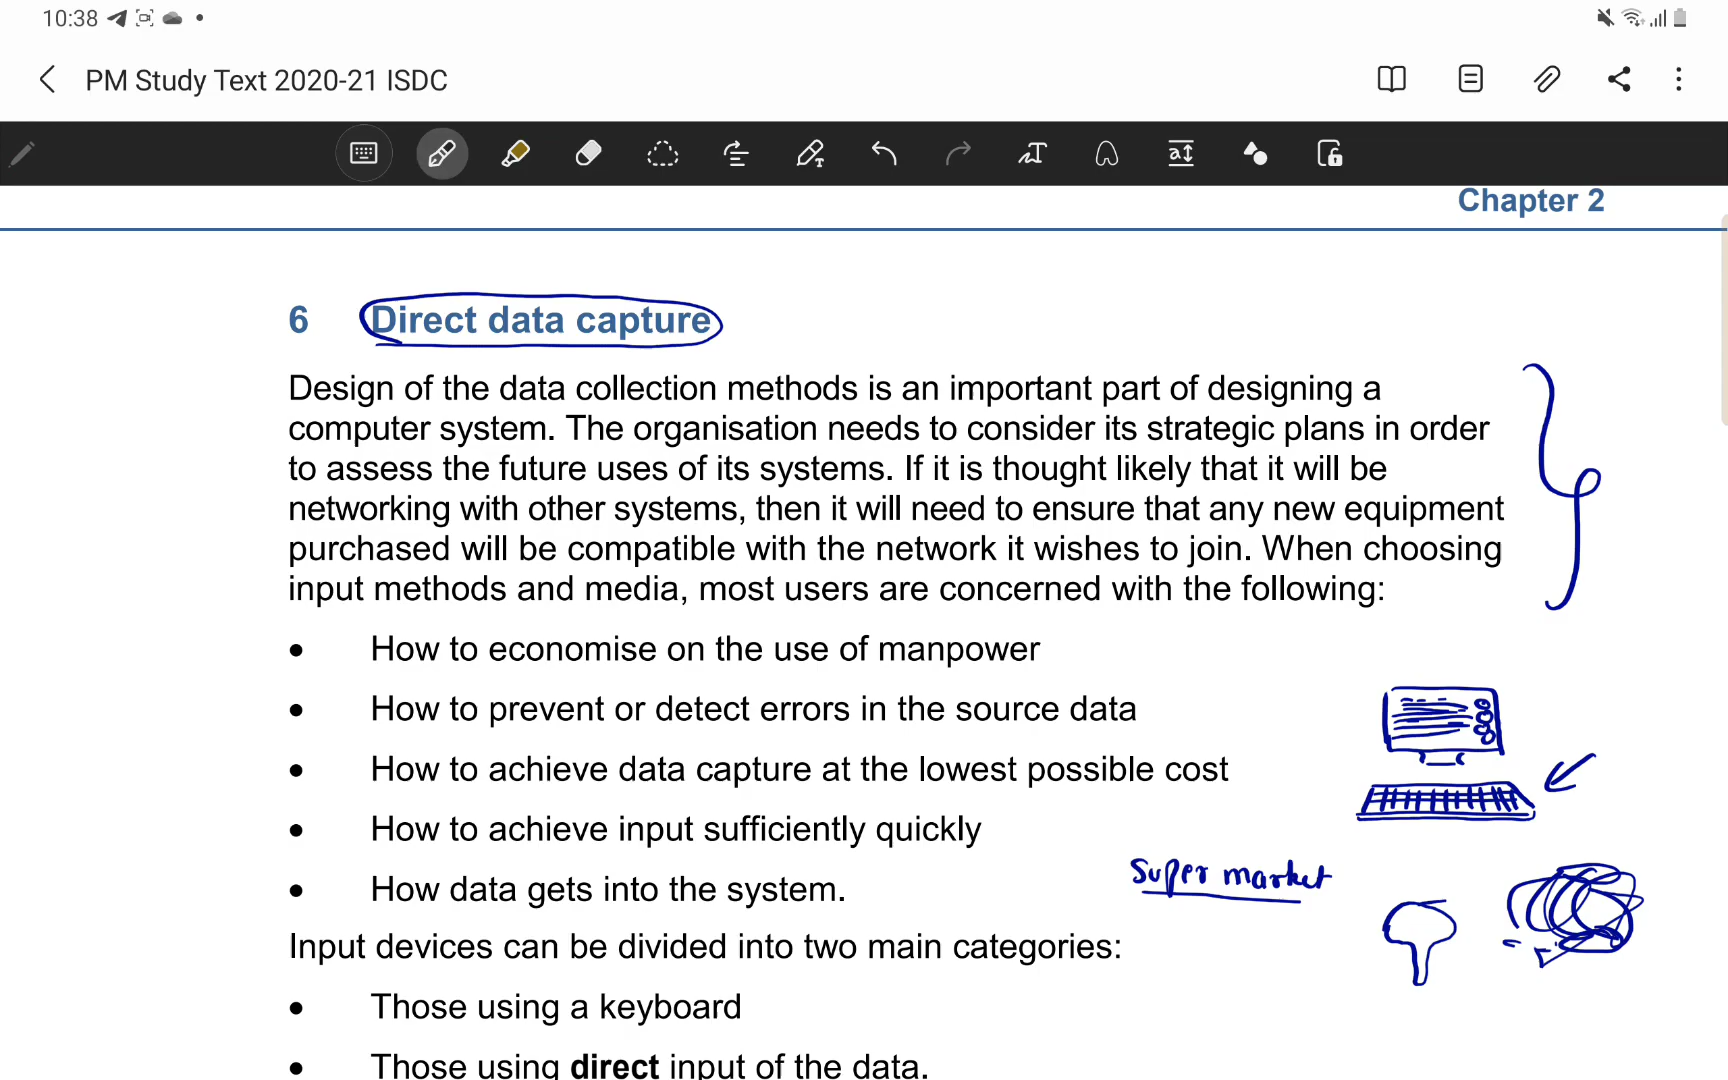 10:38
PM Study Text 2020-21 ISDC
Chapter 2
6 Direct data capture
Design of the data collection methods is an important part of designing a
computer system. The organisation needs to consider its strategic plans in order
to assess the future uses of its systems. If it is thought likely that it will be
networking with other systems, then it will need to ensure that any new equipment
purchased will be compatible with the network it wishes to join. When choosing
input methods and media, most users are concerned with the following:
• How to economise on the use of manpower
• How to prevent or detect errors in the source data
• How to achieve data capture at the lowest possible cost
• How to achieve input sufficiently quickly
Super market
• How data gets into the system.
Input devices can be divided into two main categories:
• Those using a keyboard
• Those using direct input of the data.